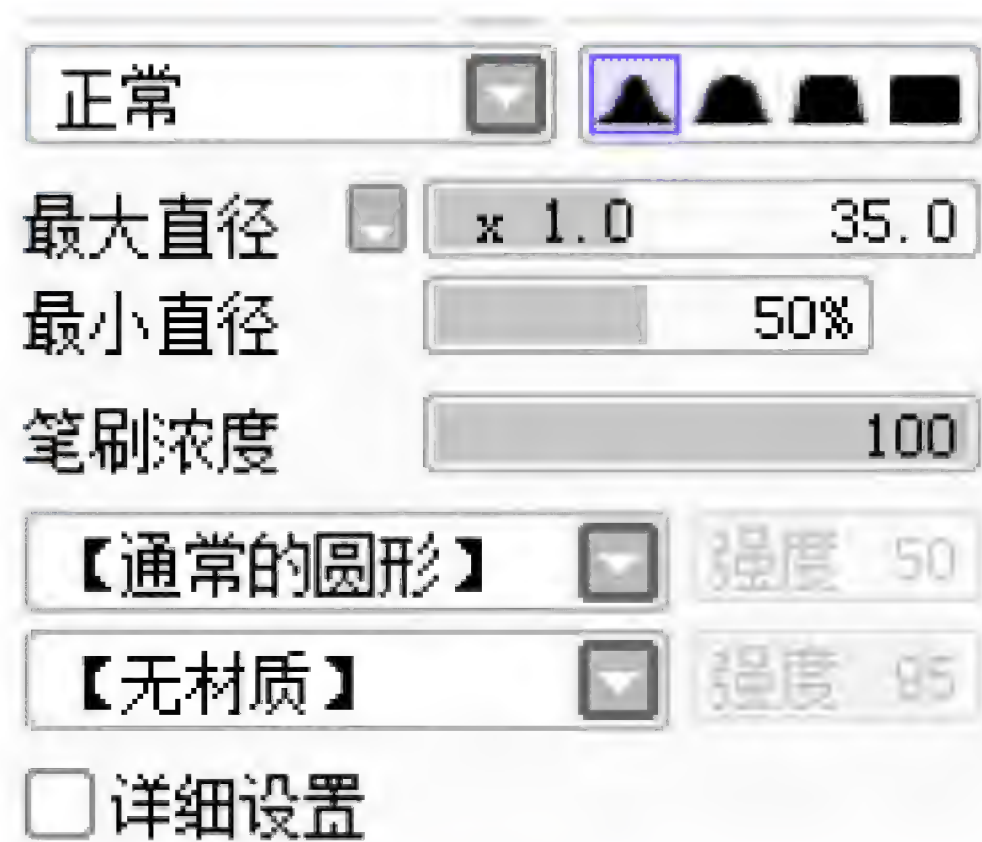 正常
最大直径 x 1.0 35.0
最小直径 50%
笔刷浓度 100
【通常的圆形】 强度 50
【无材质】 强度 95
详细设置